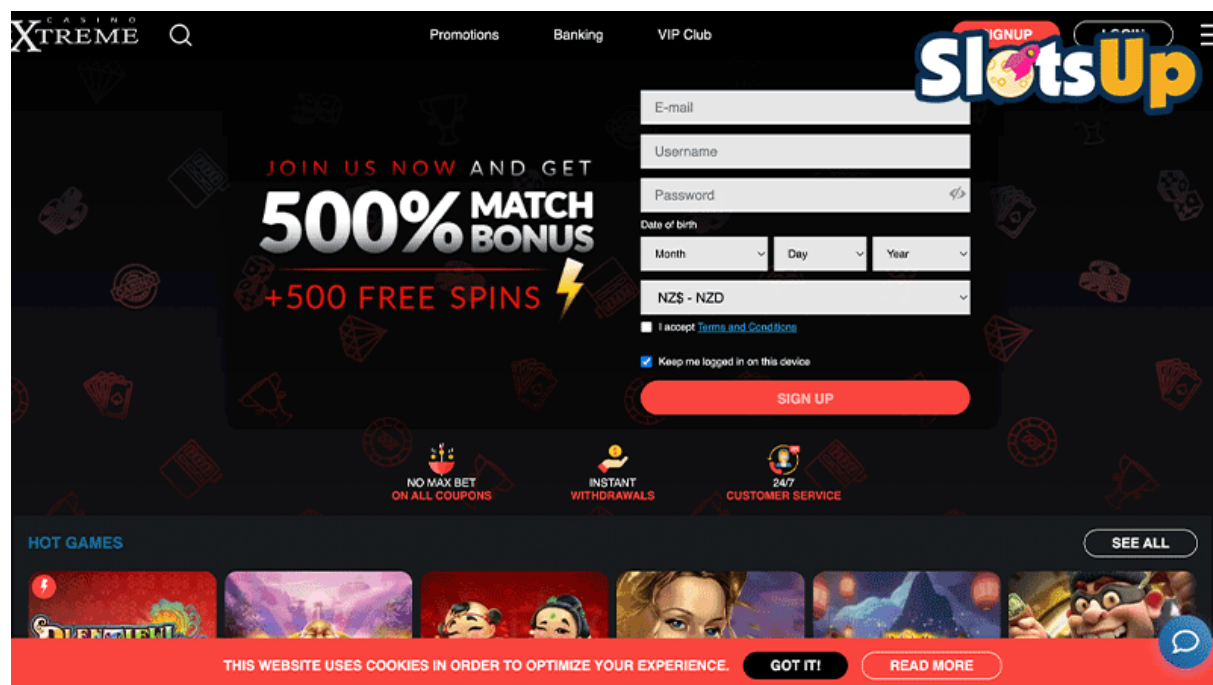 CASINO
XTREME
Promotions
Banking
VIP Club
SIGNUP
LOGIN
SlotsUp
E-mail
Username
Password
JOIN US NOW AND GET
500% MATCH BONUS
+500 FREE SPINS
Date of birth
Month
Day
Year
NZ$ - NZD
I accept Terms and Conditions
Keep me logged in on this device
SIGN UP
NO MAX BET
ON ALL COUPONS
INSTANT
WITHDRAWALS
24/7
CUSTOMER SERVICE
HOT GAMES
SEE ALL
THIS WEBSITE USES COOKIES IN ORDER TO OPTIMIZE YOUR EXPERIENCE.
GOT IT!
READ MORE